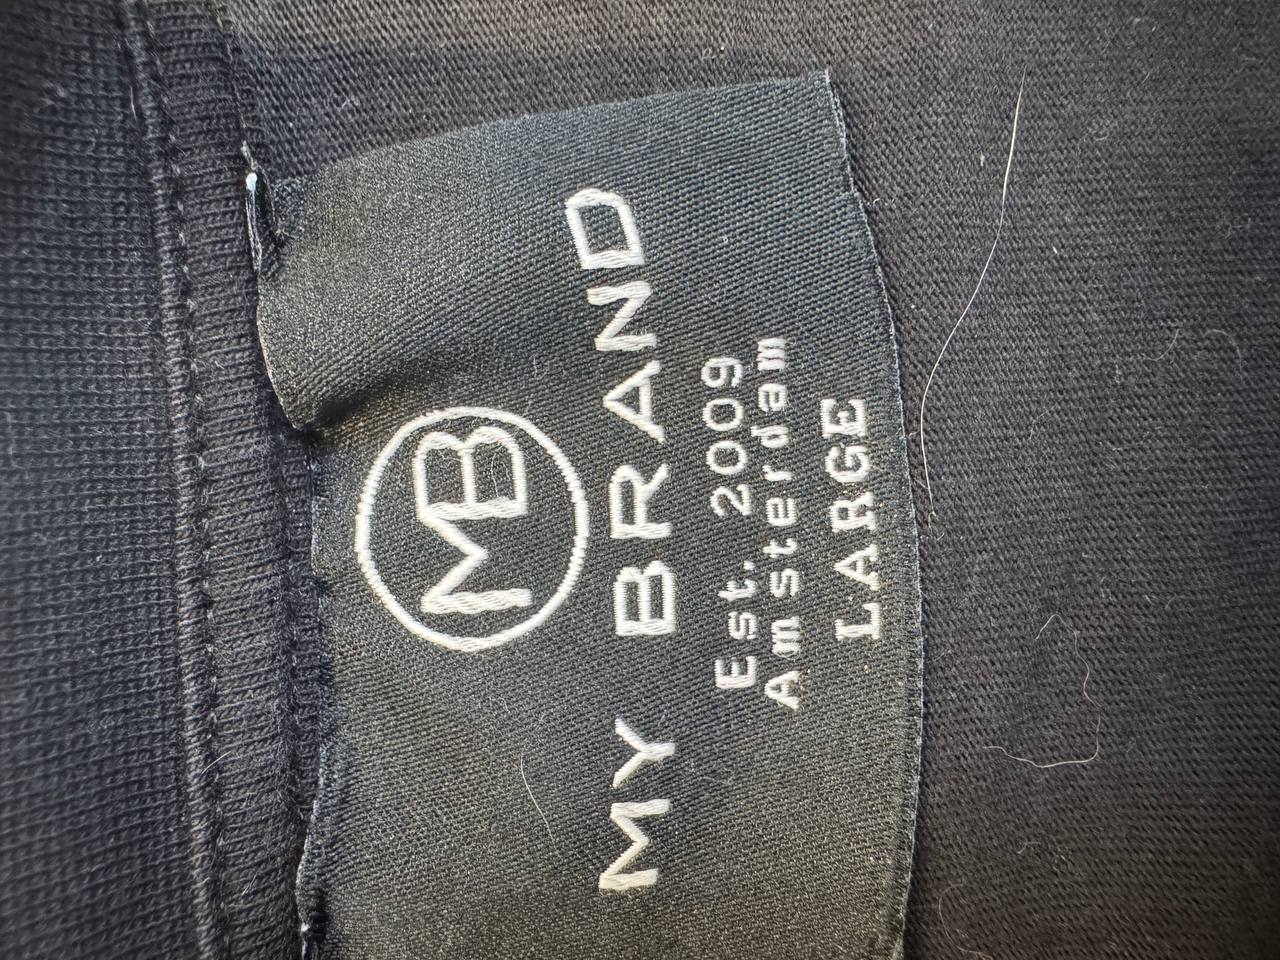 MB
MY BRAND
Est. 2009
Amsterdam
LARGE